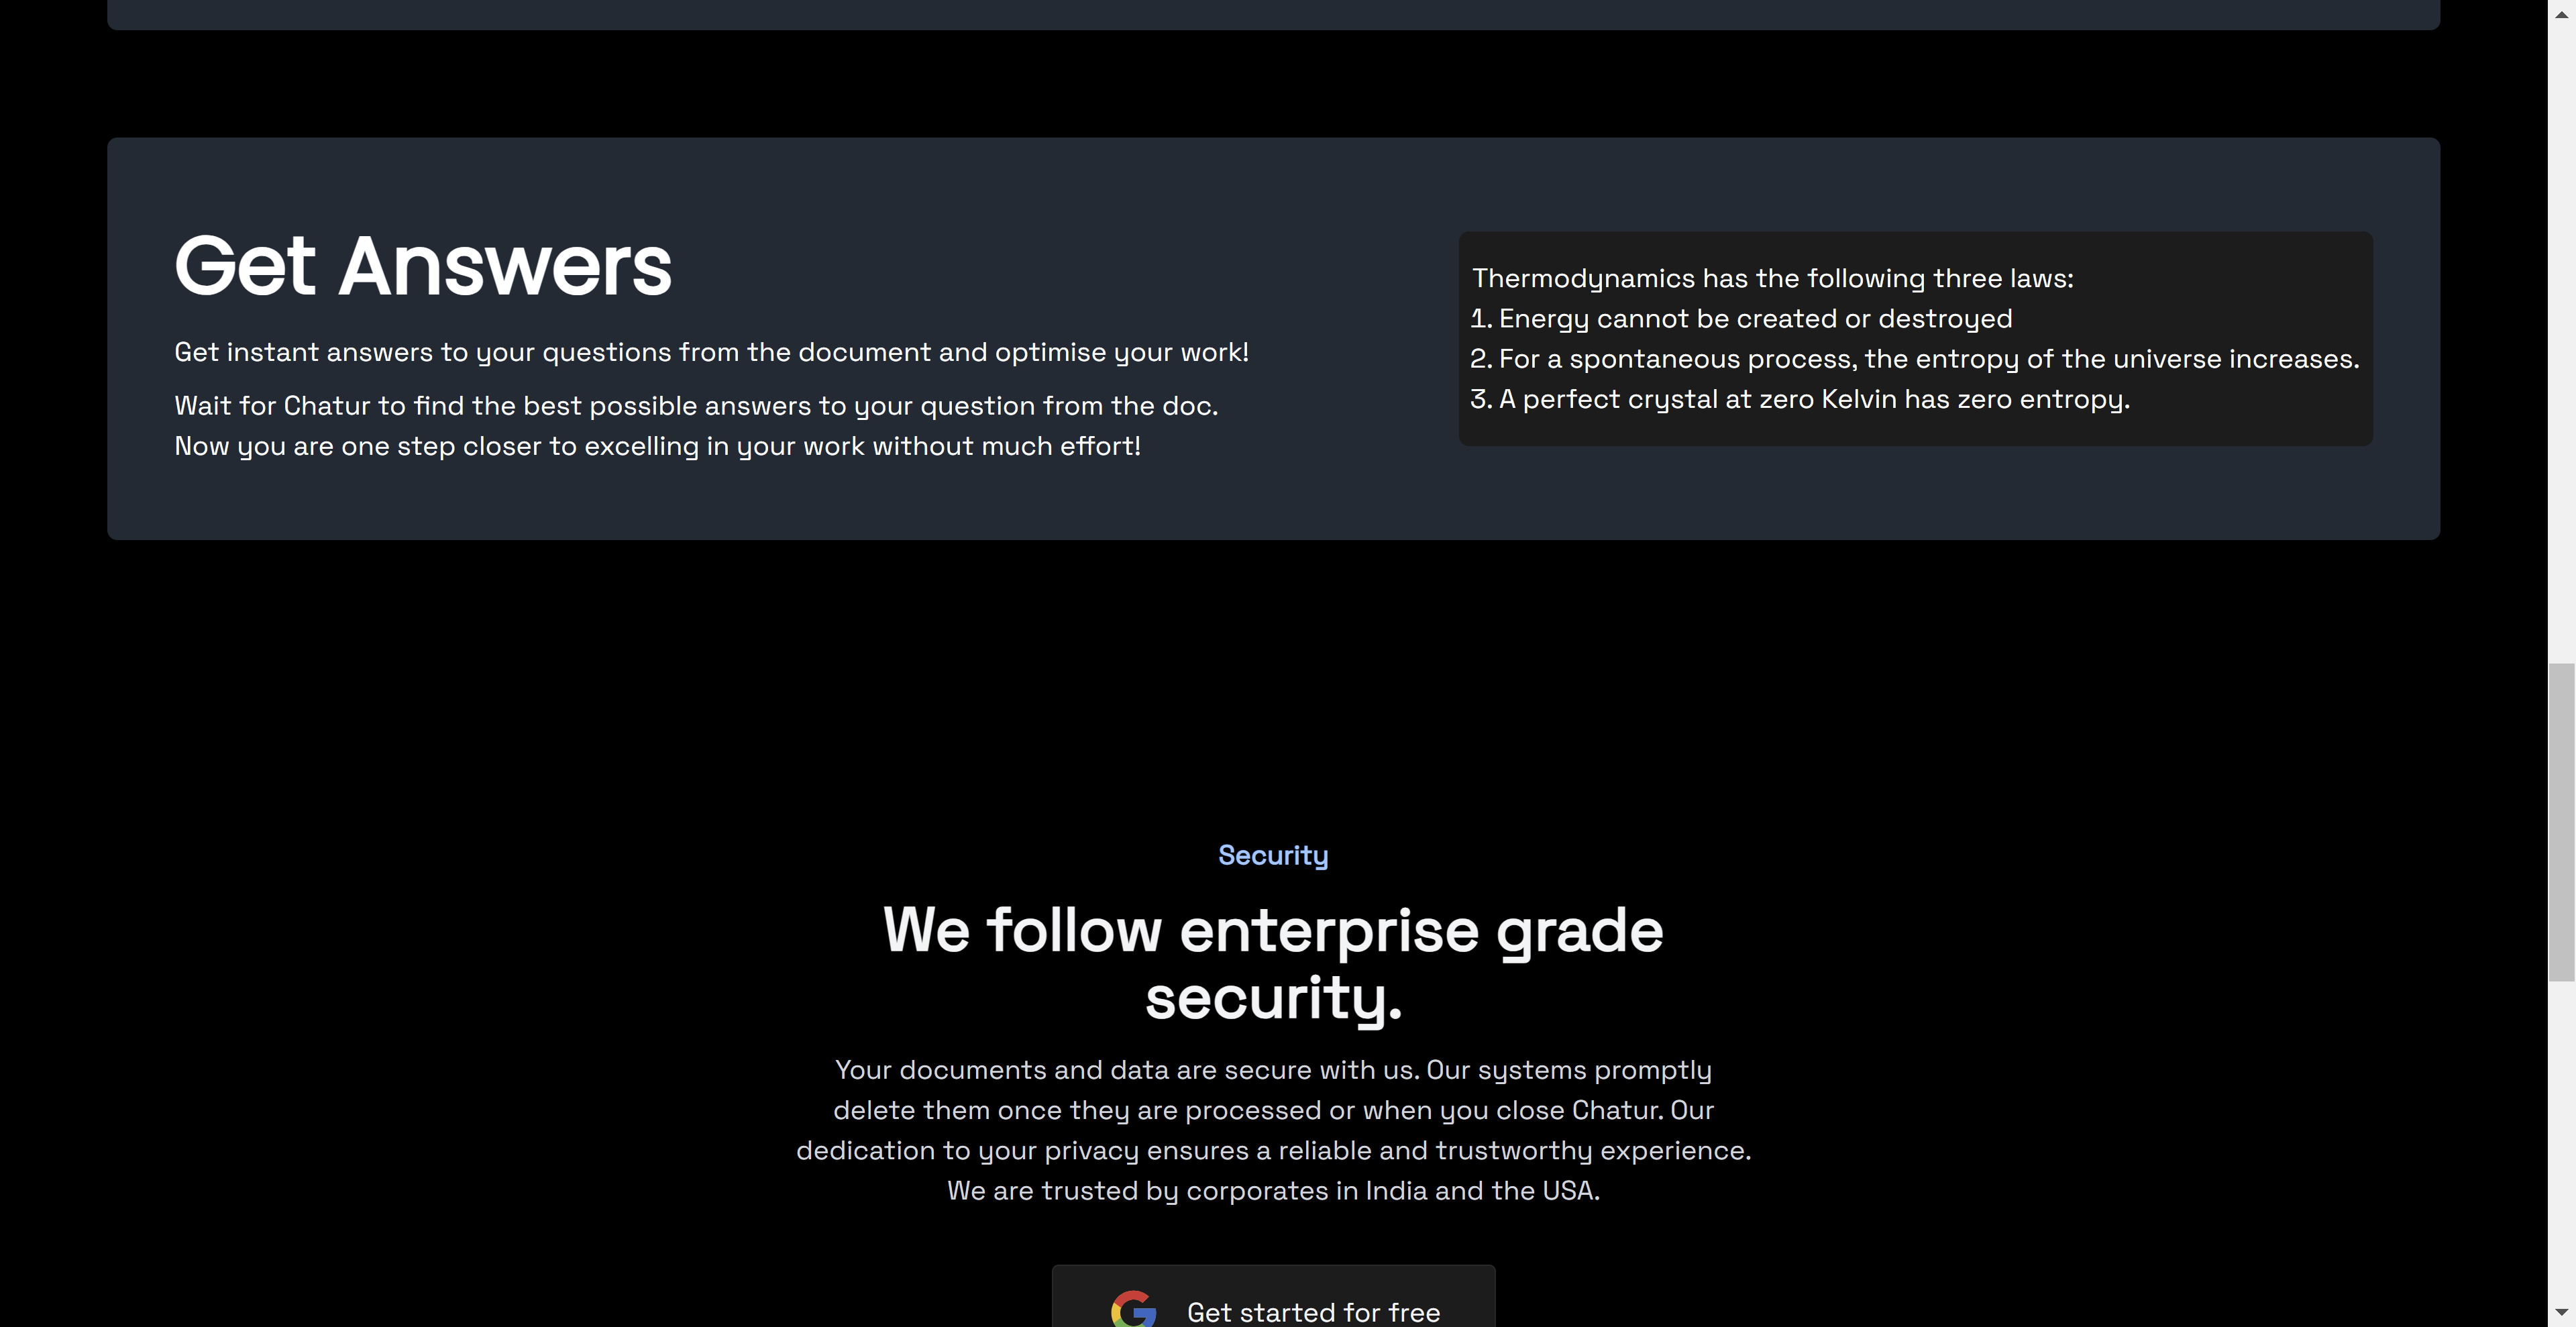 Get Answers
Get instant answers to your questions from the document and optimise your work!
Wait for Chatur to find the best possible answers to your question from the doc.
Now you are one step closer to excelling in your work without much effort!
Thermodynamics has the following three laws:
1. Energy cannot be created or destroyed
2. For a spontaneous process, the entropy of the universe increases.
3. A perfect crystal at zero Kelvin has zero entropy.
Security
We follow enterprise grade
security.
Your documents and data are secure with us. Our systems promptly
delete them once they are processed or when you close Chatur. Our
dedication to your privacy ensures a reliable and trustworthy experience.
We are trusted by corporates in India and the USA.
Get started for free